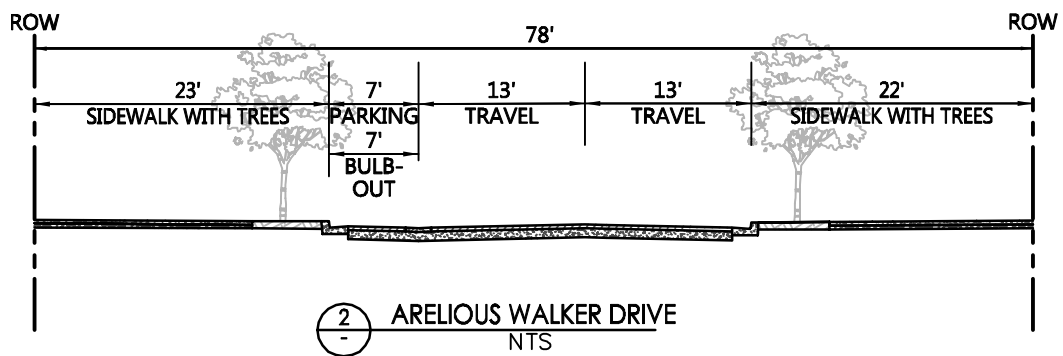 ROW
ROW
78'
23'
7'
13'
13'
22'
SIDEWALK WITH TREES
PARKING
TRAVEL
TRAVEL
SIDEWALK WITH TREES
7'
BULB-
OUT
2
-
ARELIOUS WALKER DRIVE
NTS